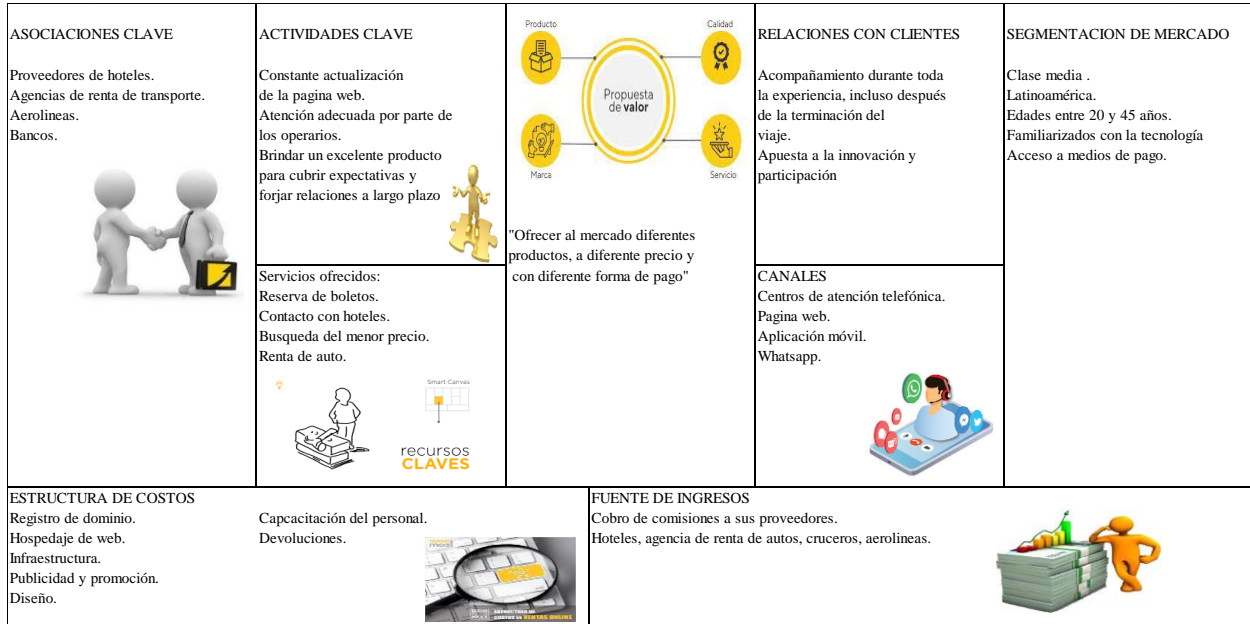 ASOCIACIONES CLAVE
Proveedores de hoteles.
Agencias de renta de transporte.
Aerolineas.
Bancos.
ACTIVIDADES CLAVE
Constante actualización
de la pagina web.
Atención adecuada por parte de
los operarios.
Brindar un excelente producto
para cubrir expectativas y
forjar relaciones a largo plazo
Servicios ofrecidos:
Reserva de boletos.
Contacto con hoteles.
Busqueda del menor precio.
Renta de auto.
Smart Canvas
recursos
CLAVES
Producto
Calidad
Propuesta
de valor
Marca
Servicio
"Ofrecer al mercado diferentes
productos, a diferente precio y
con diferente forma de pago"
RELACIONES CON CLIENTES
Acompañamiento durante toda
la experiencia, incluso después
de la terminación del
viaje.
Apuesta a la innovación y
participación
CANALES
Centros de atención telefónica.
Pagina web.
Aplicación móvil.
Whatsapp.
SEGMENTACION DE MERCADO
Clase media .
Latinoamérica.
Edades entre 20 y 45 años.
Familiarizados con la tecnología
Acceso a medios de pago.
ESTRUCTURA DE COSTOS
Registro de dominio.
Hospedaje de web.
Infraestructura.
Publicidad y promoción.
Diseño.
Capcacitación del personal.
Devoluciones.
ESTRUCTURA DE
COSTOS EN VENTAS ONLINE
FUENTE DE INGRESOS
Cobro de comisiones a sus proveedores.
Hoteles, agencia de renta de autos, cruceros, aerolineas.